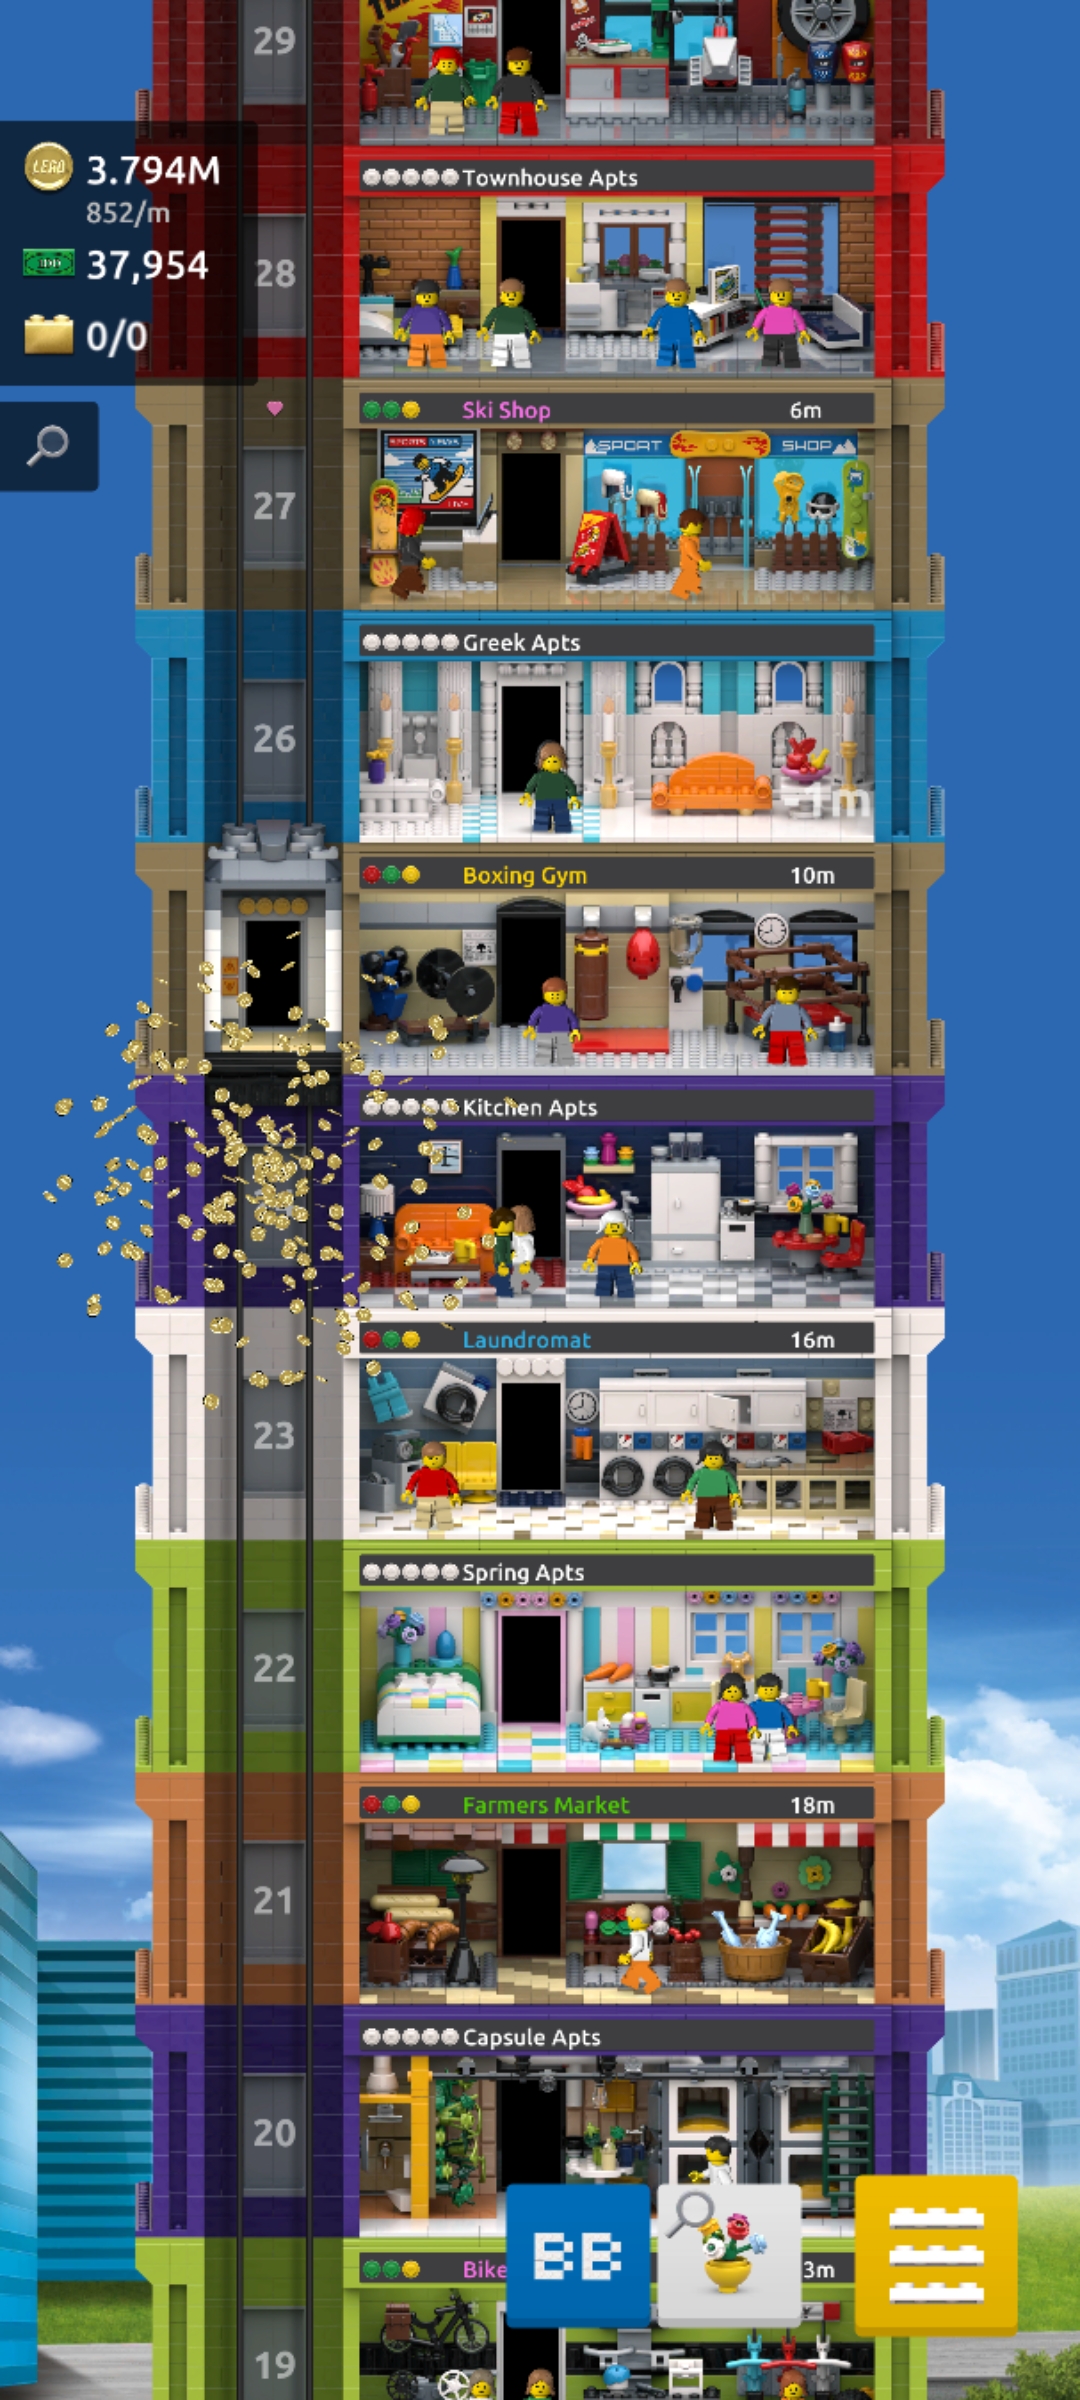 29
LEGO
3.794M
852/m
37,954
0/0
Townhouse Apts
28
Ski Shop
6m
SPORT
SHOP
27
Greek Apts
26
1m
Boxing Gym
10m
Kitchen Apts
Laundromat
16m
23
Spring Apts
22
Farmers Market
18m
21
Capsule Apts
20
BB
Bike
3m
19